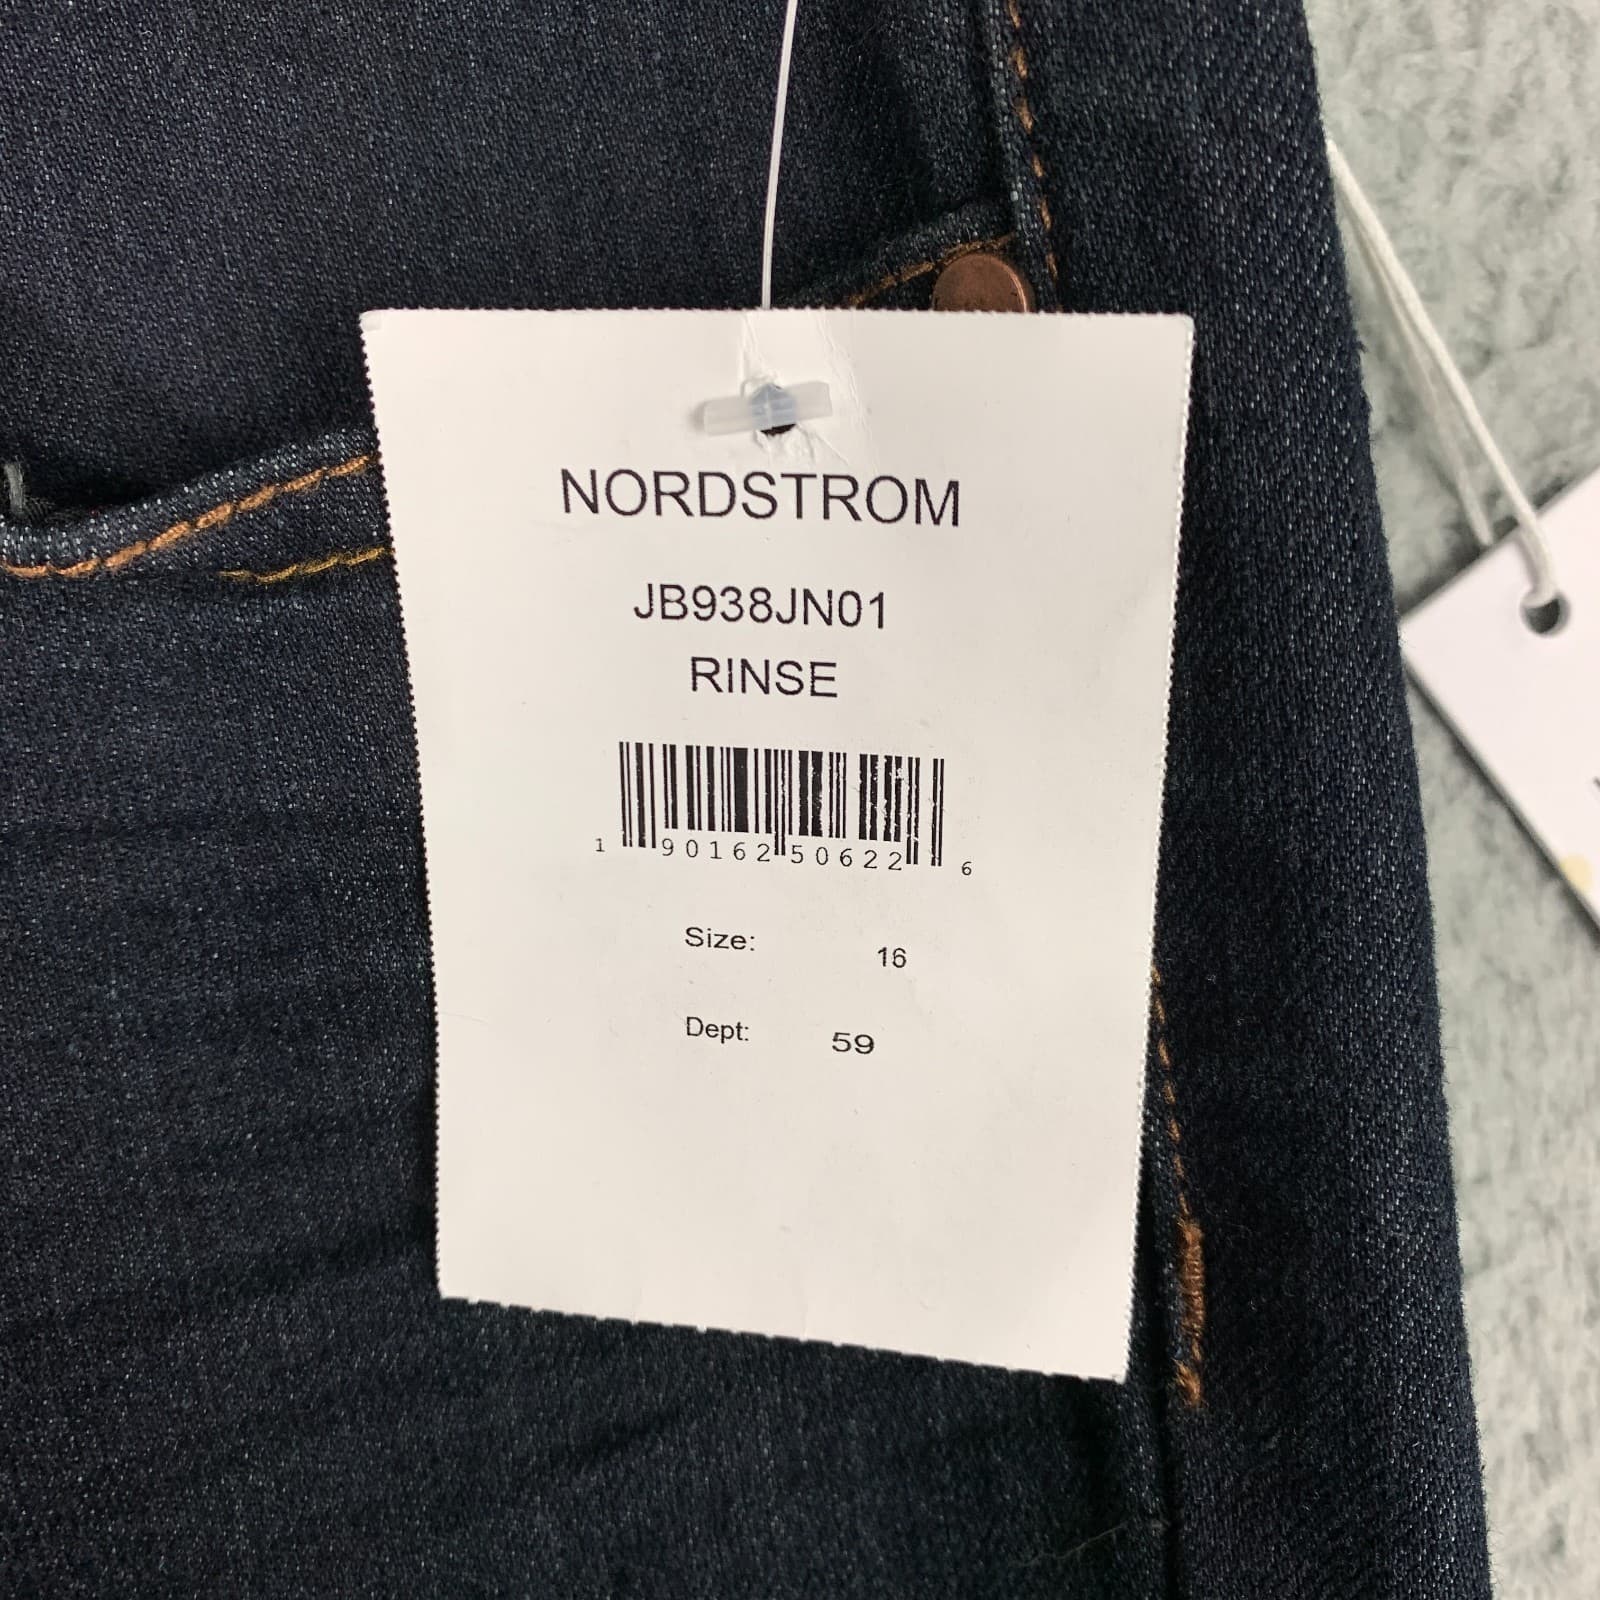 NORDSTROM
JB938JN01
RINSE
1 90162 50622 6
Size: 16
Dept: 59